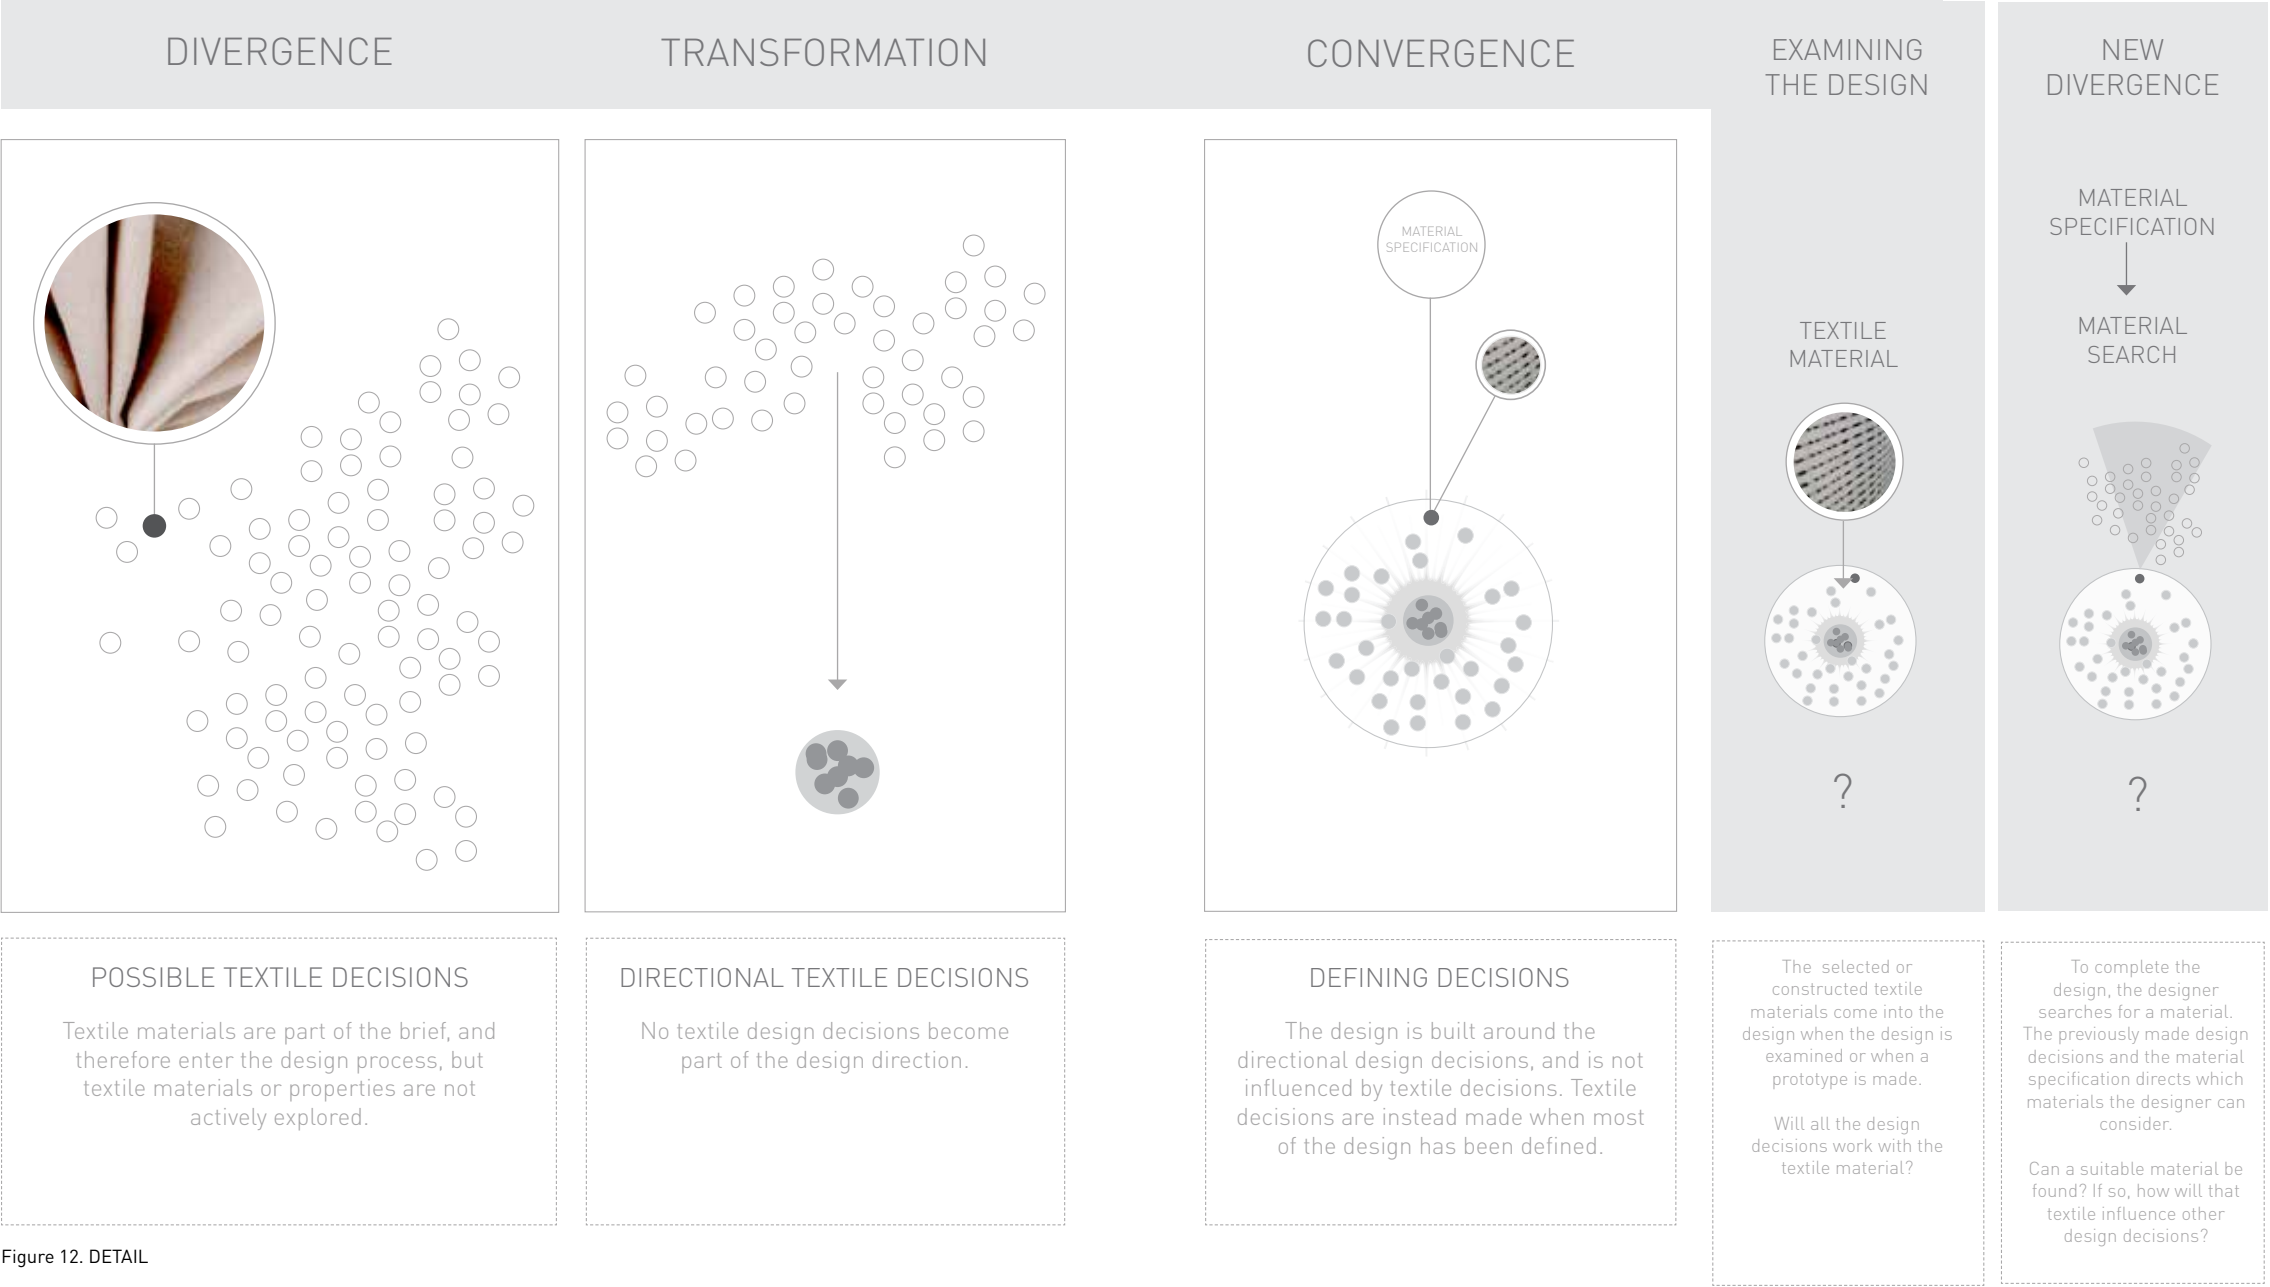 DIVERGENCE
TRANSFORMATION
CONVERGENCE
EXAMINING
THE DESIGN
NEW
DIVERGENCE
MATERIAL
SPECIFICATION
TEXTILE
MATERIAL
?
MATERIAL
SPECIFICATION
MATERIAL
SEARCH
?
POSSIBLE TEXTILE DECISIONS
Textile materials are part of the brief, and
therefore enter the design process, but
textile materials or properties are not
actively explored.
DIRECTIONAL TEXTILE DECISIONS
No textile design decisions become
part of the design direction.
DEFINING DECISIONS
The design is built around the
directional design decisions, and is not
influenced by textile decisions. Textile
decisions are instead made when most
of the design has been defined.
The selected or
constructed textile
materials come into the
design when the design is
examined or when a
prototype is made.
Will all the design
decisions work with the
textile material?
To complete the
design, the designer
searches for a material.
The previously made design
decisions and the material
specification directs which
materials the designer can
consider.
Can a suitable material be
found? If so, how will that
textile influence other
design decisions?
Figure 12. DETAIL